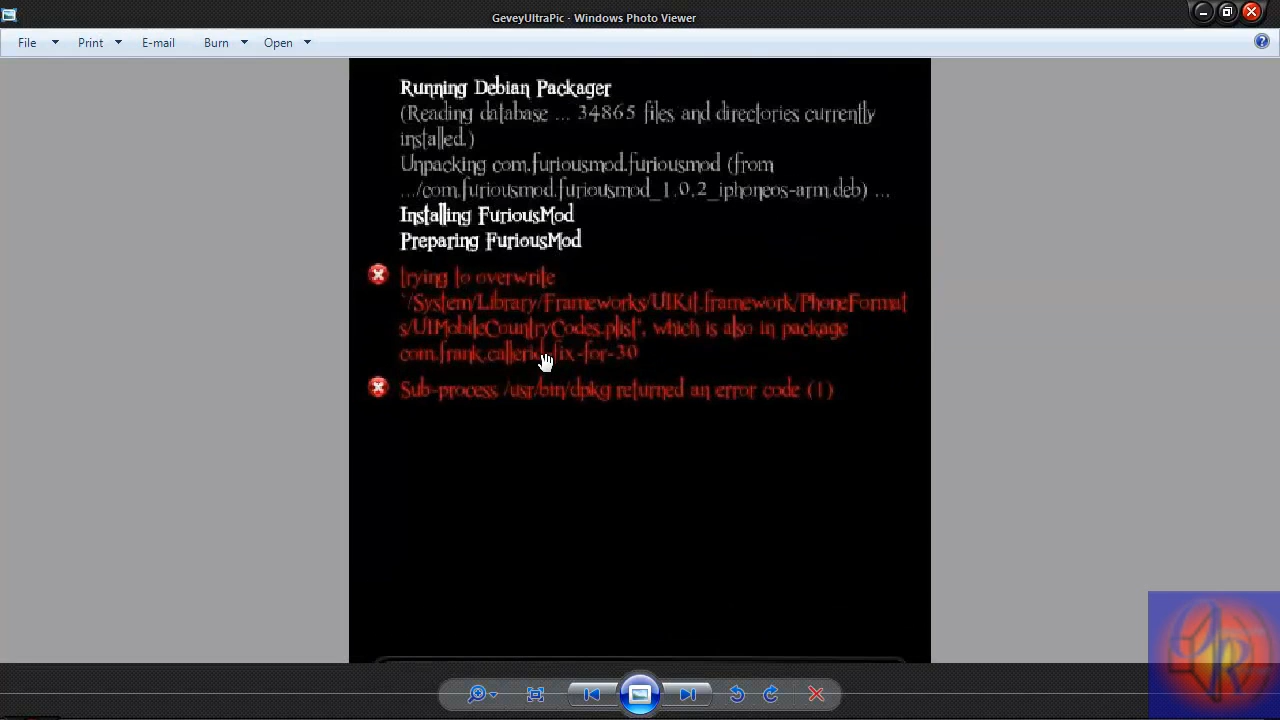 GeveyUltraPic - Windows Photo Viewer
File Print E-mail Burn Open
Running Debian Packager
(Reading database ... 34865 files and directories currently
installed.)
Unpacking com.furiousmod.furiousmod (from
.../com.furiousmod.furiousmod_1.0.2_iphoneos-arm.deb) ...
Installing FuriousMod
Preparing FuriousMod
trying to overwrite
`/System/Library/Frameworks/UIKit.framework/PhoneFormat
s/UIMobileCountryCodes.plist', which is also in package
com.frank.callerid-fix-for-30
Sub-process /usr/bin/dpkg returned an error code (1)